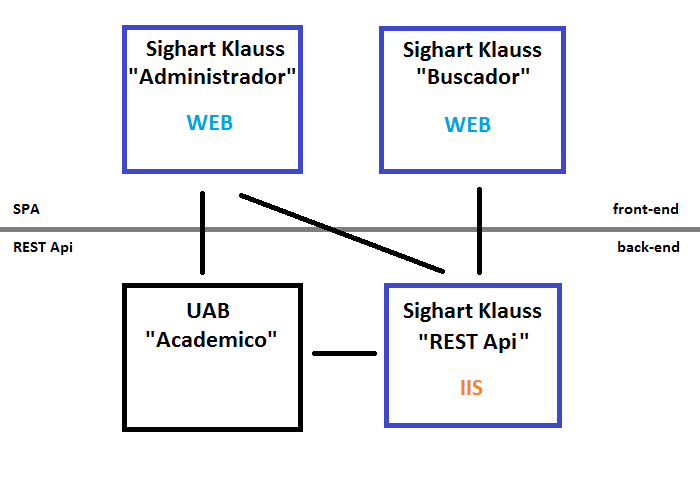 Sighart Klauss
"Administrador"
WEB
Sighart Klauss
"Buscador"
WEB
SPA
front-end
REST Api
back-end
UAB
"Academico"
Sighart Klauss
"REST Api"
IIS